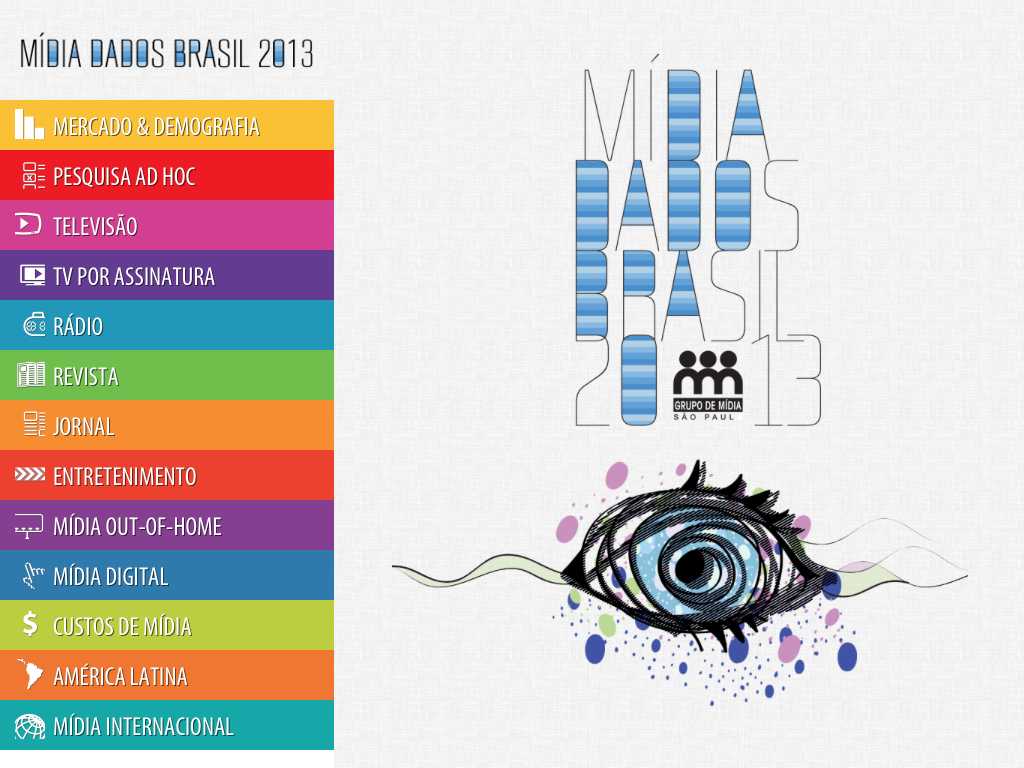 MÍDIA DADOS BRASIL 2013
MERCADO & DEMOGRAFIA
PESQUISA AD HOC
TELEVISÃO
TV POR ASSINATURA
RÁDIO
REVISTA
JORNAL
ENTRETENIMENTO
MÍDIA OUT-OF-HOME
MÍDIA DIGITAL
CUSTOS DE MÍDIA
AMÉRICA LATINA
MÍDIA INTERNACIONAL
MÍDIA
DADOS
BRASIL
2013
GRUPO DE MÍDIA
SÃO PAUL